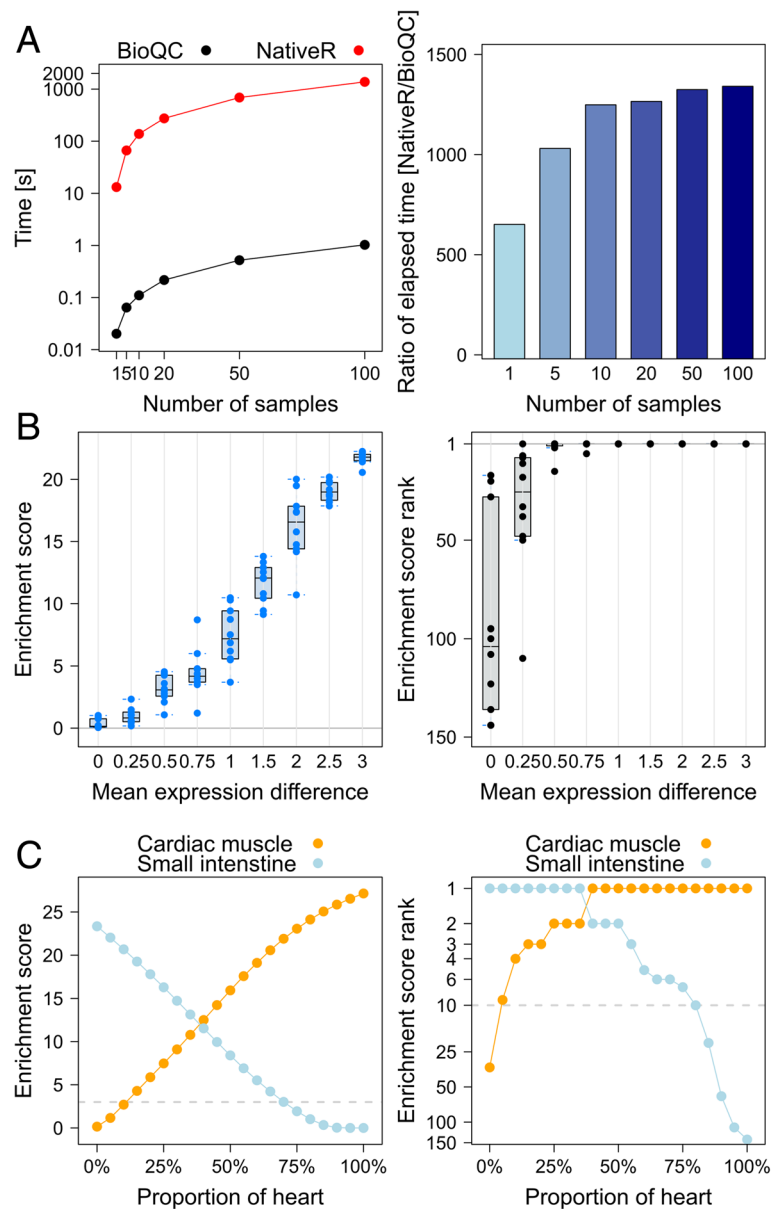 A
BioQC NativeR
2000
1000
100
10
1
0.1
0.01
Time [s]
1 5 10 20 50 100
Number of samples
1500
1000
500
0
Ratio of elapsed time [NativeR/BioQC]
1 5 10 20 50 100
Number of samples
B
20
15
10
5
0
Enrichment score
0 0.25 0.5 0.75 1 1.5 2 2.5 3
Mean expression difference
1
50
100
150
Enrichment score rank
0 0.25 0.5 0.75 1 1.5 2 2.5 3
Mean expression difference
C
Cardiac muscle
Small intenstine
25
20
15
10
5
3
0
Enrichment score
0% 25% 50% 75% 100%
Proportion of heart
Cardiac muscle
Small intenstine
1
2
3
4
6
10
25
50
100
150
Enrichment score rank
0% 25% 50% 75% 100%
Proportion of heart